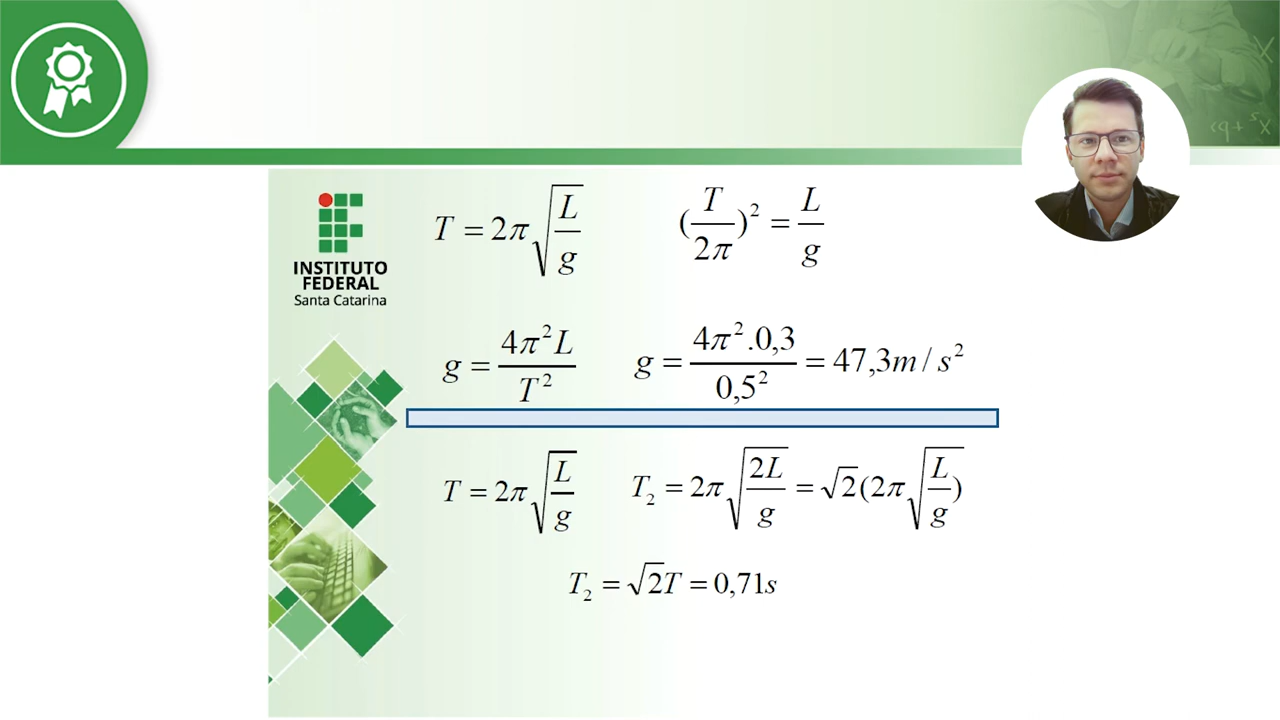 INSTITUTO
FEDERAL
Santa Catarina
T = 2π√(L/g)
(T/2π)² = L/g
g = 4π²L/T²
g = 4π².0,3/0,5² = 47,3m/s²
T = 2π√(L/g)
T₂ = 2π√(2L/g) = √2(2π√(L/g))
T₂ = √2T = 0,71s